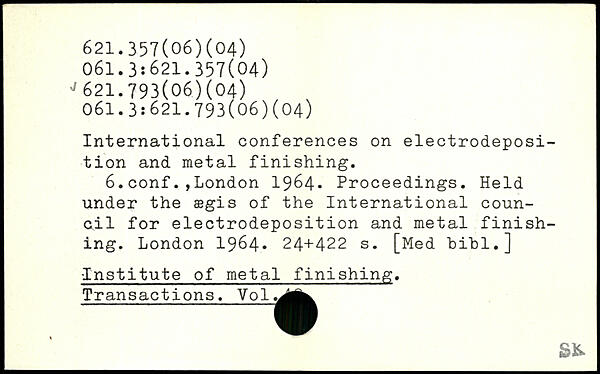 621.357(06)(04)
061.3:621.357(04)
✓ 621.793(06)(04)
061.3:621.793(06)(04)
International conferences on electrodeposi-
tion and metal finishing.
6.conf.,London 1964. Proceedings. Held
under the ægis of the International coun-
cil for electrodeposition and metal finish-
ing. London 1964. 24+422 s. [Med bibl.]
Institute of metal finishing.
Transactions. Vol.
SK